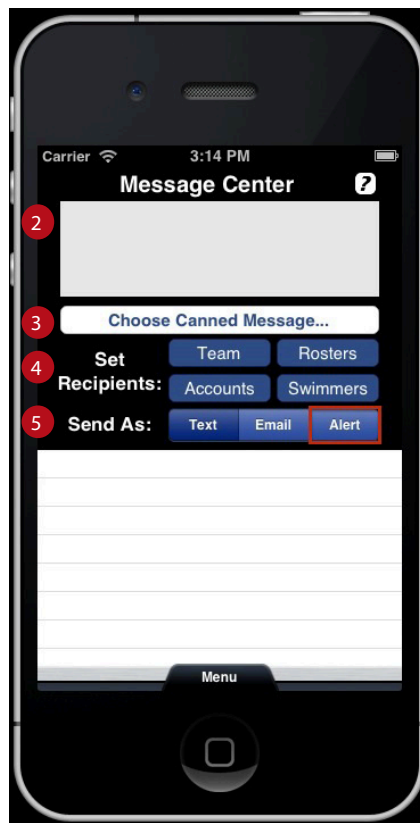 Carrier 3:14 PM
Message Center ?
2
3 Choose Canned Message...
4 Set Recipients: Team Rosters
Accounts Swimmers
5 Send As: Text Email Alert
Menu